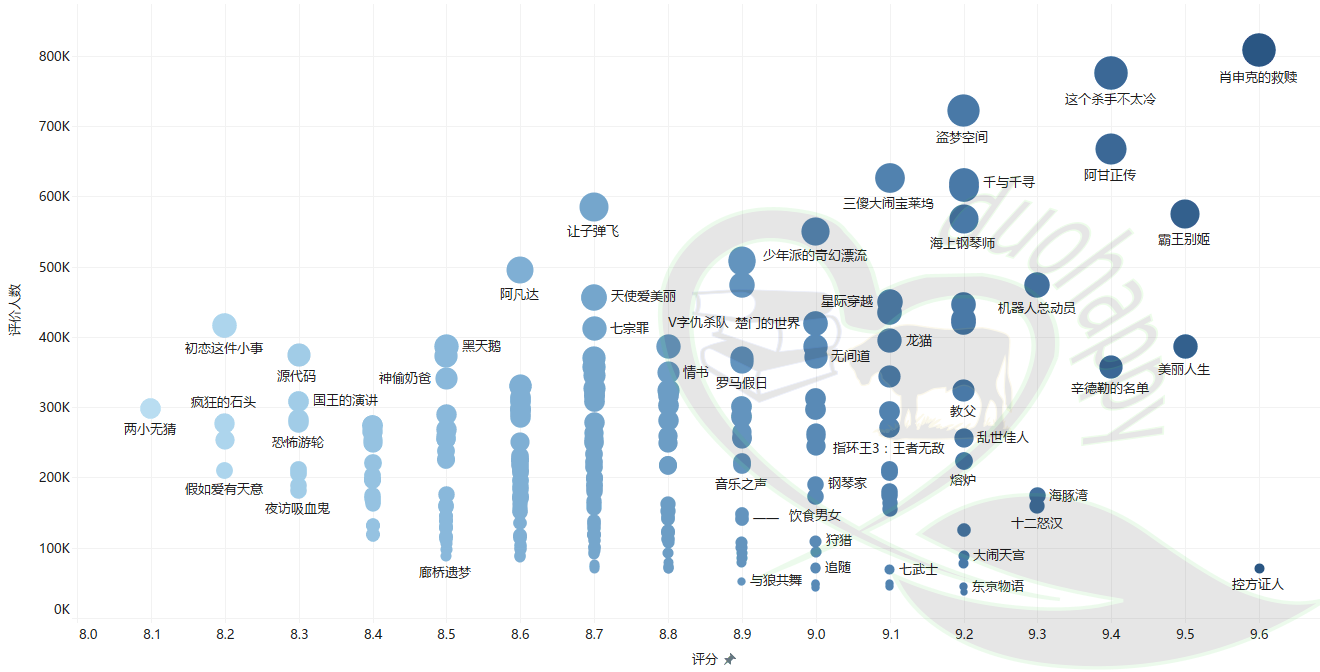 800K
肖申克的救赎
这个杀手不太冷
700K
盗梦空间
阿甘正传
600K
千与千寻
三傻大闹宝莱坞
让子弹飞
海上钢琴师
霸王别姬
500K
少年派的奇幻漂流
阿凡达
天使爱美丽
星际穿越
机器人总动员
七宗罪
V字仇杀队
楚门的世界
400K
初恋这件小事
黑天鹅
龙猫
源代码
神偷奶爸
情书
罗马假日
无间道
辛德勒的名单
美丽人生
300K
疯狂的石头
国王的演讲
教父
两小无猜
恐怖游轮
指环王3：王者无敌
乱世佳人
200K
假如爱有天意
音乐之声
钢琴家
熔炉
夜访吸血鬼
—— 饮食男女
海豚湾
十二怒汉
100K
狩猎
大闹天宫
廊桥遗梦
与狼共舞
追随
七武士
东京物语
控方证人
0K
评价人数
8.0 8.1 8.2 8.3 8.4 8.5 8.6 8.7 8.8 8.9 9.0 9.1 9.2 9.3 9.4 9.5 9.6
评分
duohappy